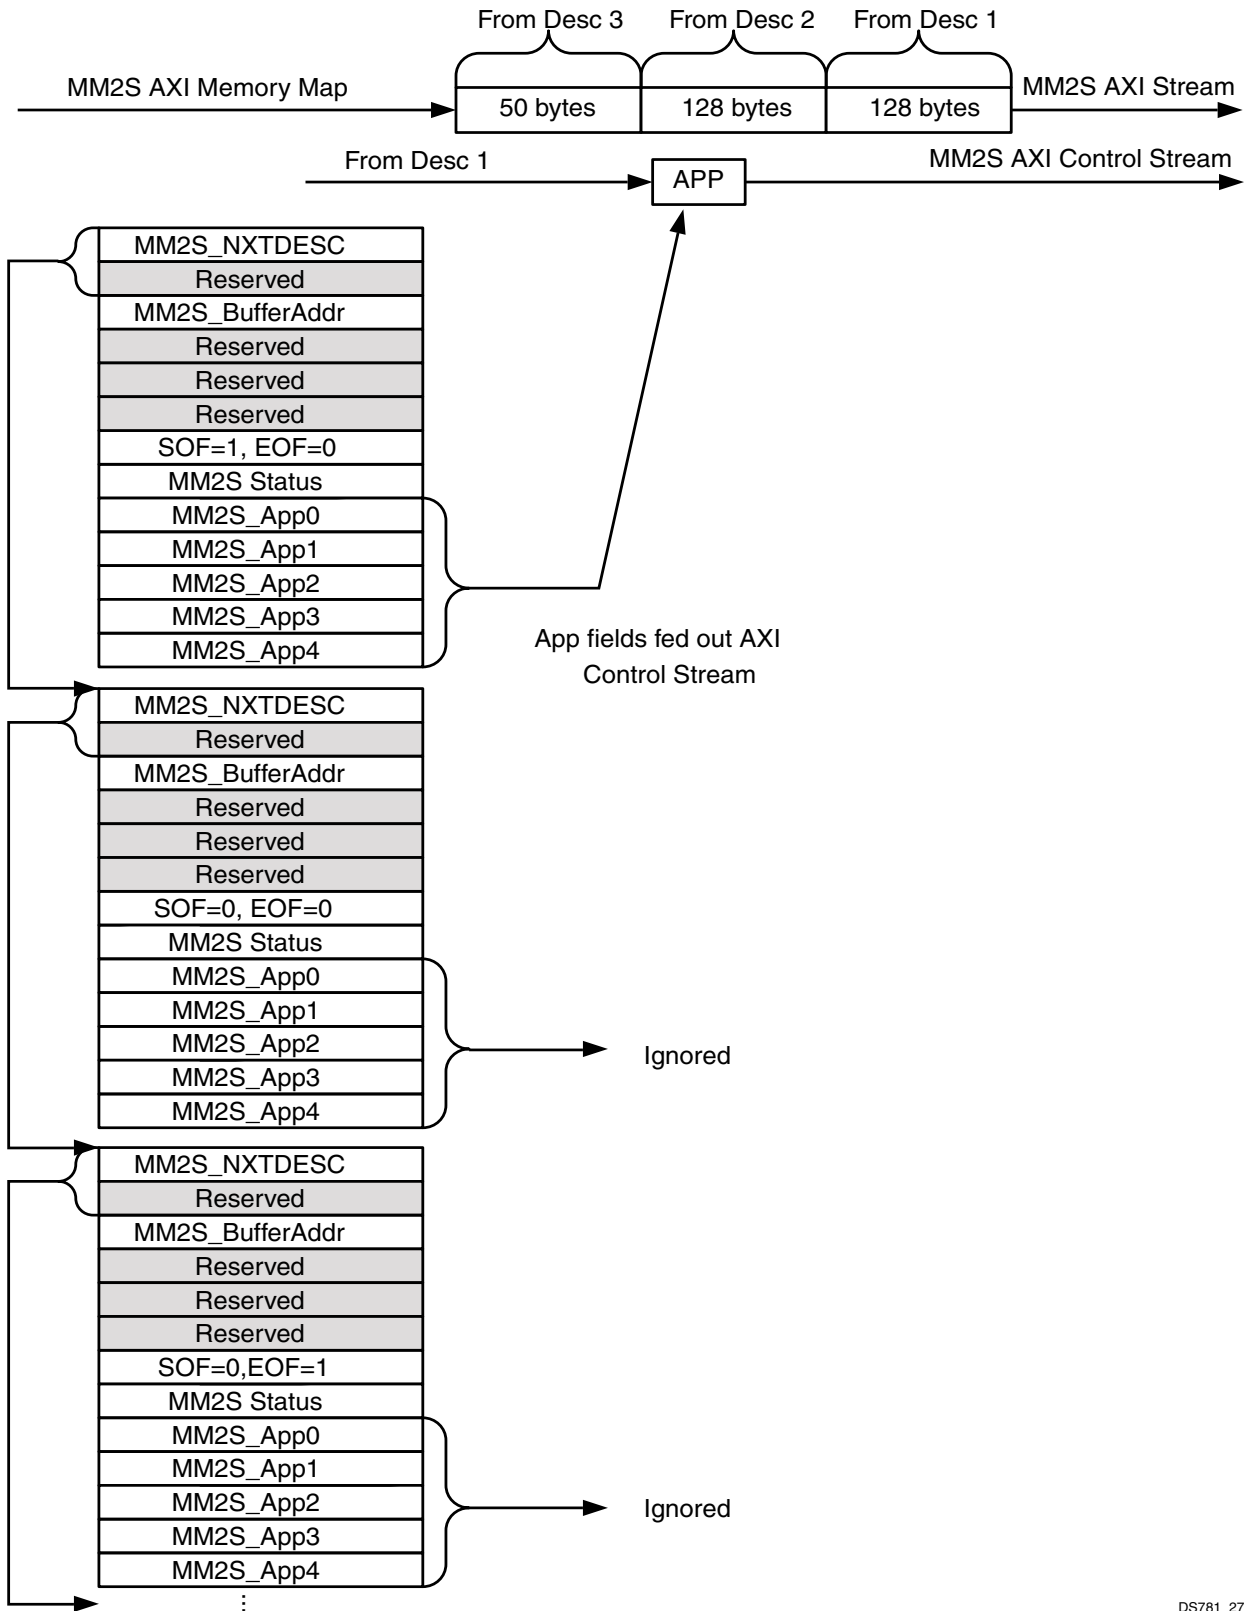 From Desc 3 From Desc 2 From Desc 1
MM2S AXI Memory Map
50 bytes 128 bytes 128 bytes
MM2S AXI Stream
From Desc 1
APP
MM2S AXI Control Stream
MM2S_NXTDESC
Reserved
MM2S_BufferAddr
Reserved
Reserved
Reserved
SOF=1, EOF=0
MM2S Status
MM2S_App0
MM2S_App1
MM2S_App2
MM2S_App3
MM2S_App4
App fields fed out AXI
Control Stream
MM2S_NXTDESC
Reserved
MM2S_BufferAddr
Reserved
Reserved
Reserved
SOF=0, EOF=0
MM2S Status
MM2S_App0
MM2S_App1
MM2S_App2
MM2S_App3
MM2S_App4
Ignored
MM2S_NXTDESC
Reserved
MM2S_BufferAddr
Reserved
Reserved
Reserved
SOF=0,EOF=1
MM2S Status
MM2S_App0
MM2S_App1
MM2S_App2
MM2S_App3
MM2S_App4
Ignored
DS781_27